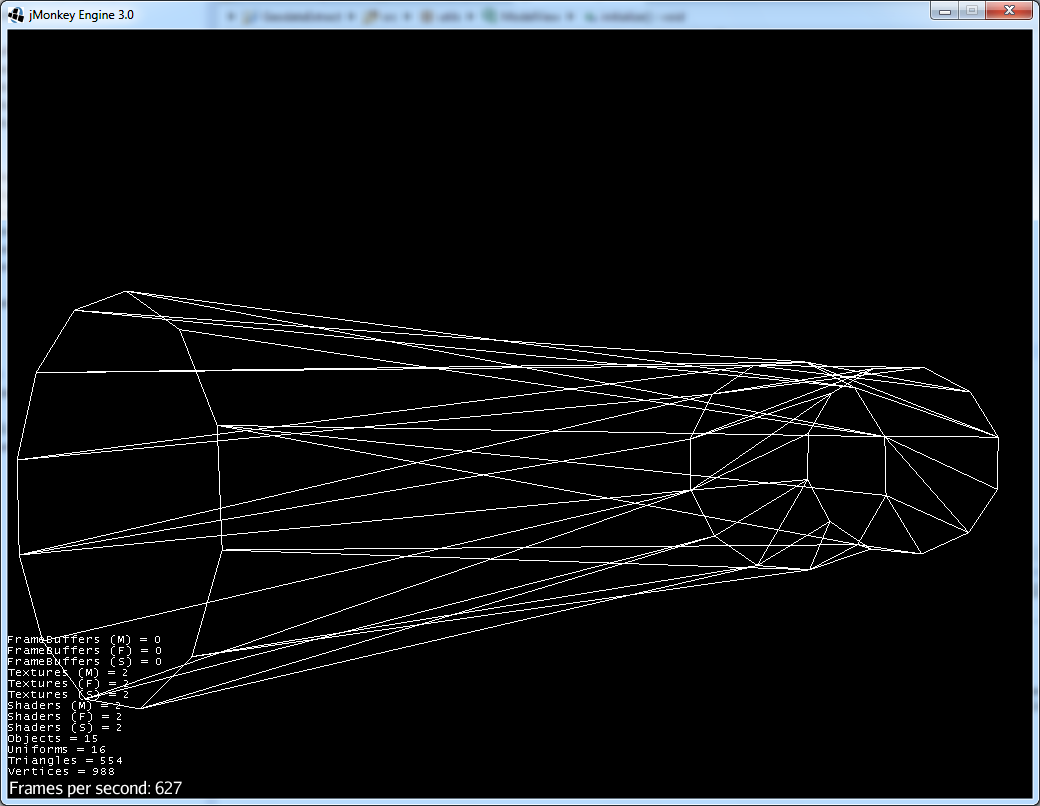 jMonkey Engine 3.0
FrameBuffers (M) = 0
FrameBuffers (F) = 0
FrameBuffers (S) = 0
Textures (M) = 2
Textures (F) = 2
Textures (S) = 2
Shaders (M) = 2
Shaders (F) = 2
Shaders (S) = 2
Objects = 15
Uniforms = 16
Triangles = 554
Vertices = 988
Frames per second: 627